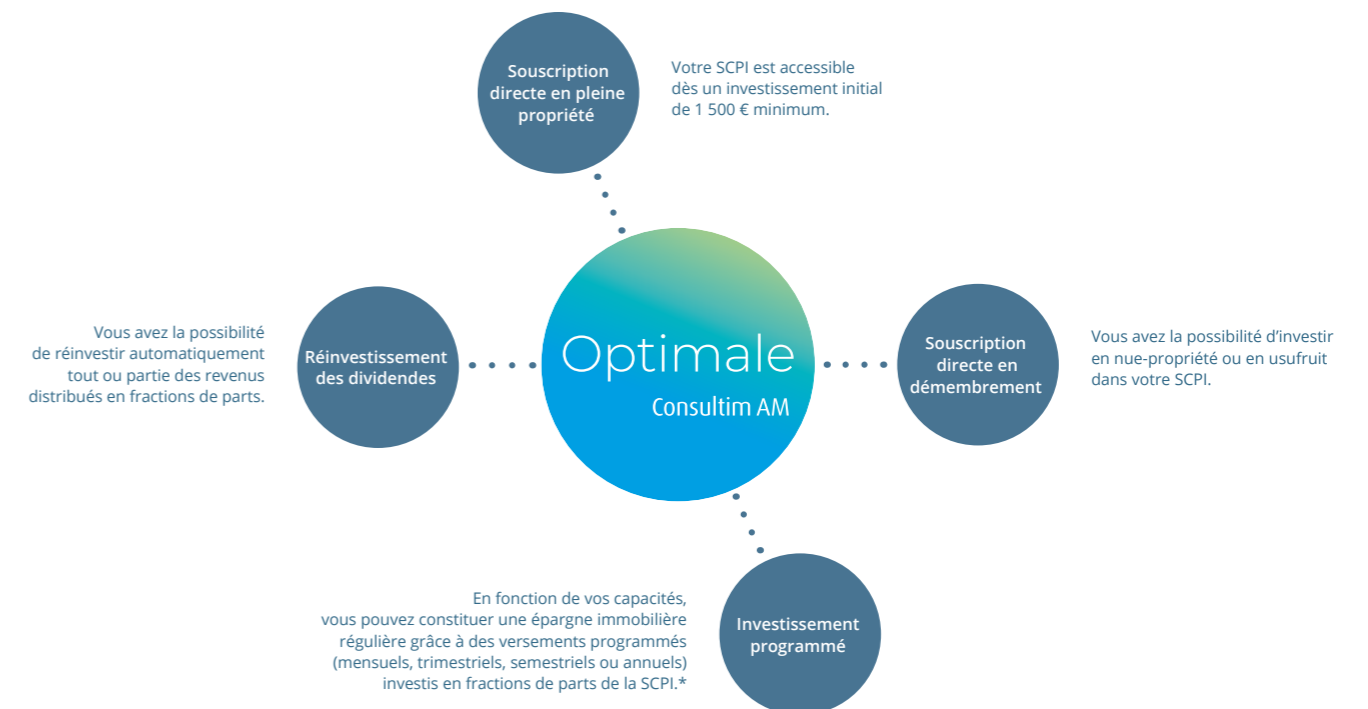 Souscription
directe en pleine
propriété
Votre SCPI est accessible
dès un investissement initial
de 1 500 € minimum.
Vous avez la possibilité
de réinvestir automatiquement
tout ou partie des revenus
distribués en fractions de parts.
Réinvestissement
des dividendes
Optimale
Consultim AM
Souscription
directe en
démembrement
Vous avez la possibilité d’investir
en nue-propriété ou en usufruit
dans votre SCPI.
En fonction de vos capacités,
vous pouvez constituer une épargne immobilière
régulière grâce à des versements programmés
(mensuels, trimestriels, semestriels ou annuels)
investis en fractions de parts de la SCPI.*
Investissement
programmé